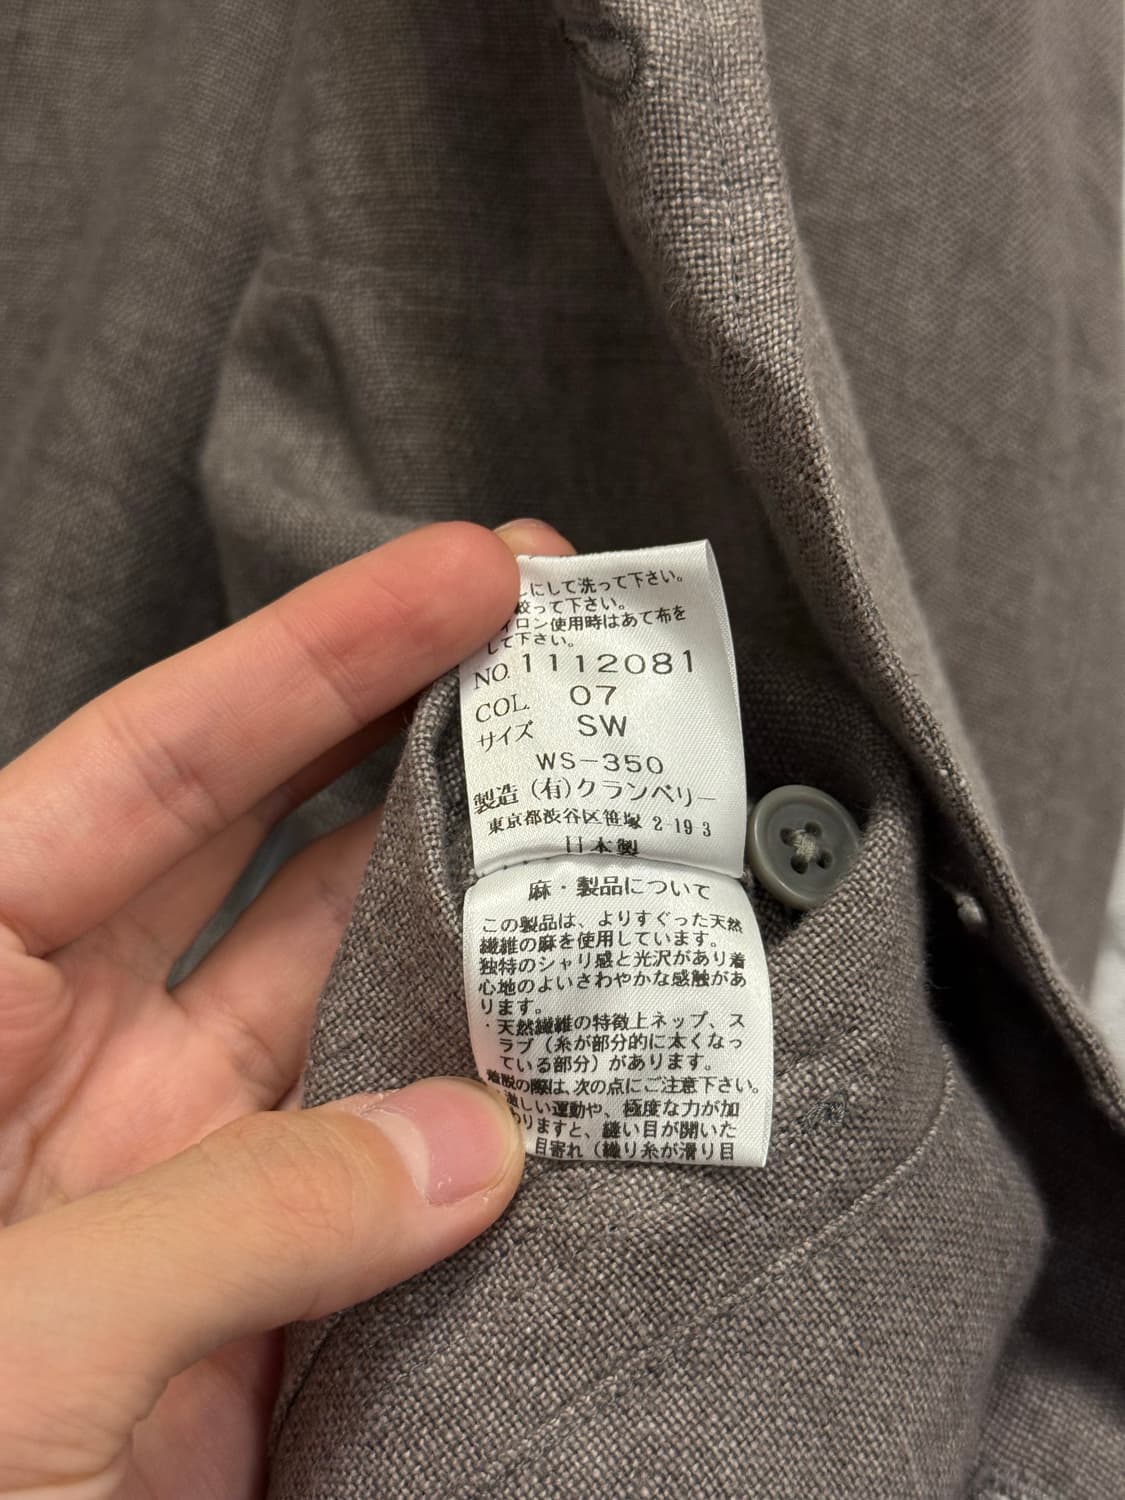 にして洗って下さい。
絞って下さい。
イロン使用時はあて布を
して下さい。
NO. 1112081
COL. 07
サイズ SW
WS-350
製造 (有)クランベリー
東京都渋谷区笹塚 2-19 3
日本製
麻・製品について
この製品は、よりすぐった天然
繊維の麻を使用しています。
独特のシャリ感と光沢があり着
心地のよいさわやかな感触があ
ります。
・天然繊維の特徴上ネップ、ス
ラブ（糸が部分的に太くなっ
ている部分）があります。
着脱の際は、次の点にご注意下さい。
激しい運動や、極度な力が加
わりますと、縫い目が開いた
目寄れ（織り糸が滑り目